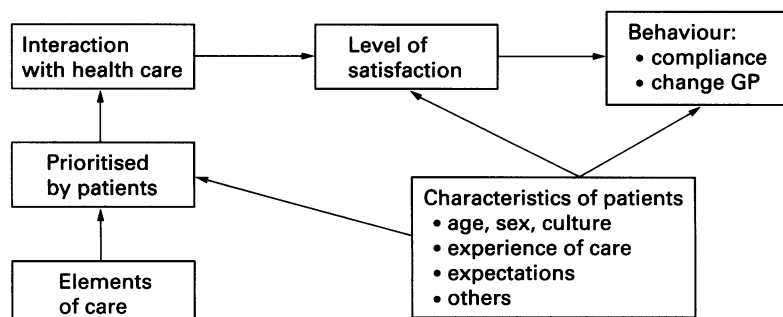 Interaction
with health care
Level of
satisfaction
Behaviour:
• compliance
• change GP
Prioritised
by patients
Characteristics of patients
• age, sex, culture
• experience of care
• expectations
• others
Elements
of care